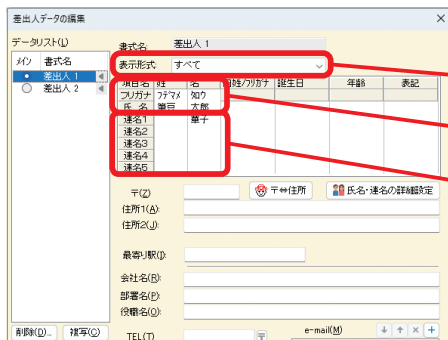 差出人データの編集
データリスト(L)
メイン 書式名
差出人 1
差出人 2
書式名: 差出人 1
表示形式: すべて
項目名 姓 名 旧姓/フリガナ 誕生日 年齢 表記
フリガナ フデマメ タロウ
氏 名 筆豆 太郎
連名1 華子
連名2
連名3
連名4
連名5
〒(Z) 〒⇔住所 氏名・連名の詳細設定
住所1(A):
住所2(J):
最寄り駅(I):
会社名(R):
部署名(P):
役職名(O):
削除(D)... 複写(C) TEL(T) 〒 e-mail(M)